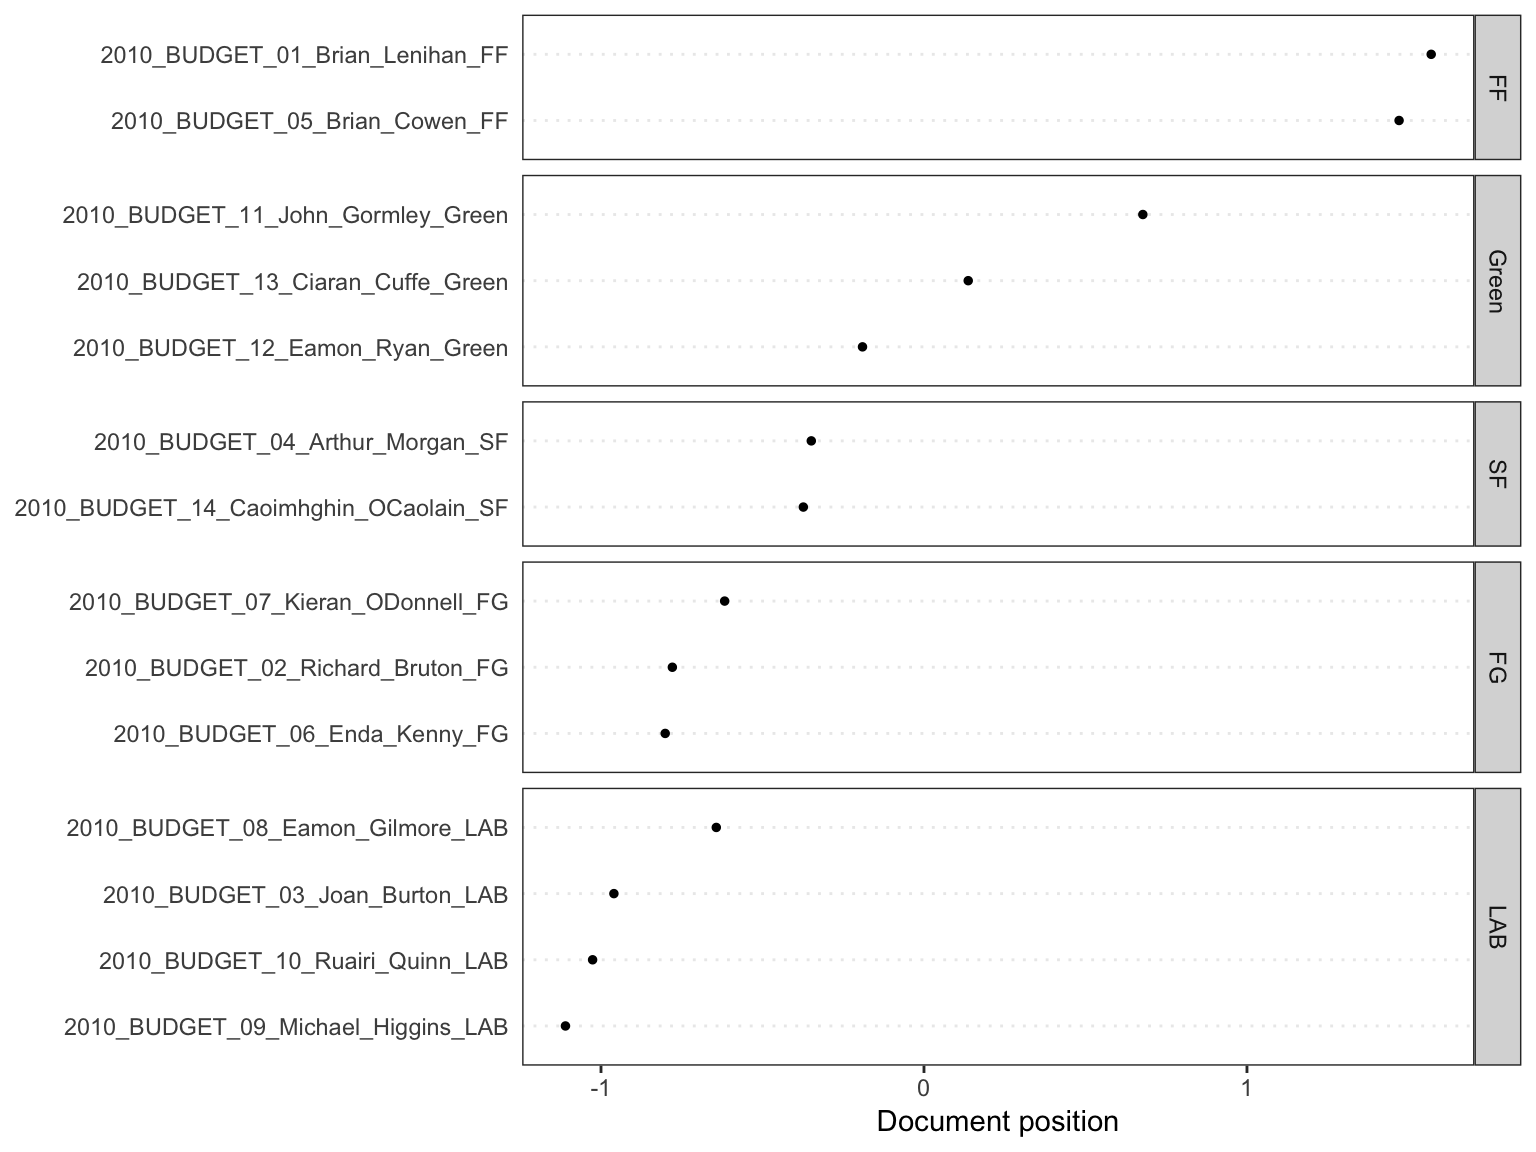 2010_BUDGET_01_Brian_Lenihan_FF
2010_BUDGET_05_Brian_Cowen_FF
FF
2010_BUDGET_11_John_Gormley_Green
2010_BUDGET_13_Ciaran_Cuffe_Green
2010_BUDGET_12_Eamon_Ryan_Green
Green
2010_BUDGET_04_Arthur_Morgan_SF
2010_BUDGET_14_Caoimhghin_OCaolain_SF
SF
2010_BUDGET_07_Kieran_ODonnell_FG
2010_BUDGET_02_Richard_Bruton_FG
2010_BUDGET_06_Enda_Kenny_FG
FG
2010_BUDGET_08_Eamon_Gilmore_LAB
2010_BUDGET_03_Joan_Burton_LAB
2010_BUDGET_10_Ruairi_Quinn_LAB
2010_BUDGET_09_Michael_Higgins_LAB
LAB
-1 0 1
Document position